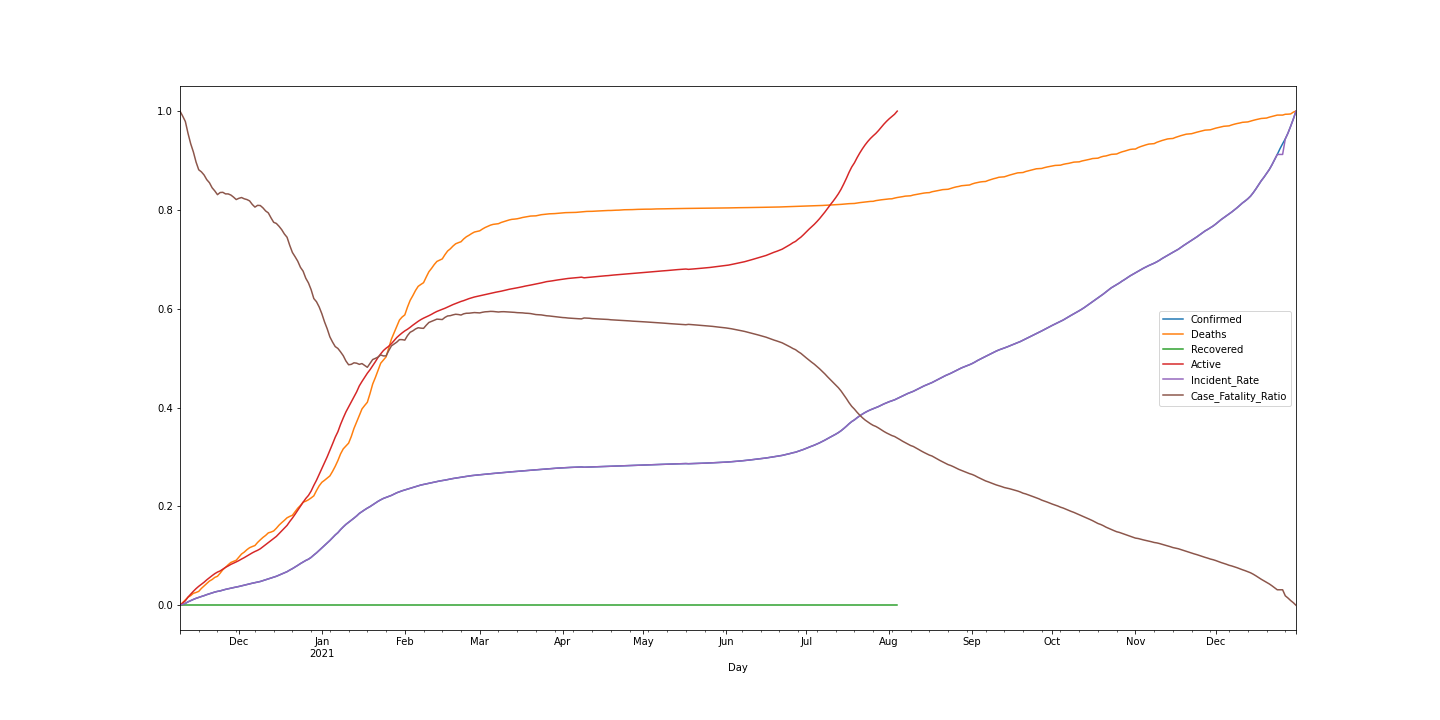 1.0
0.8
0.6
0.4
0.2
0.0
Confirmed
Deaths
Recovered
Active
Incident_Rate
Case_Fatality_Ratio
Dec Jan Feb Mar Apr May Jun Jul Aug Sep Oct Nov Dec
2021
Day